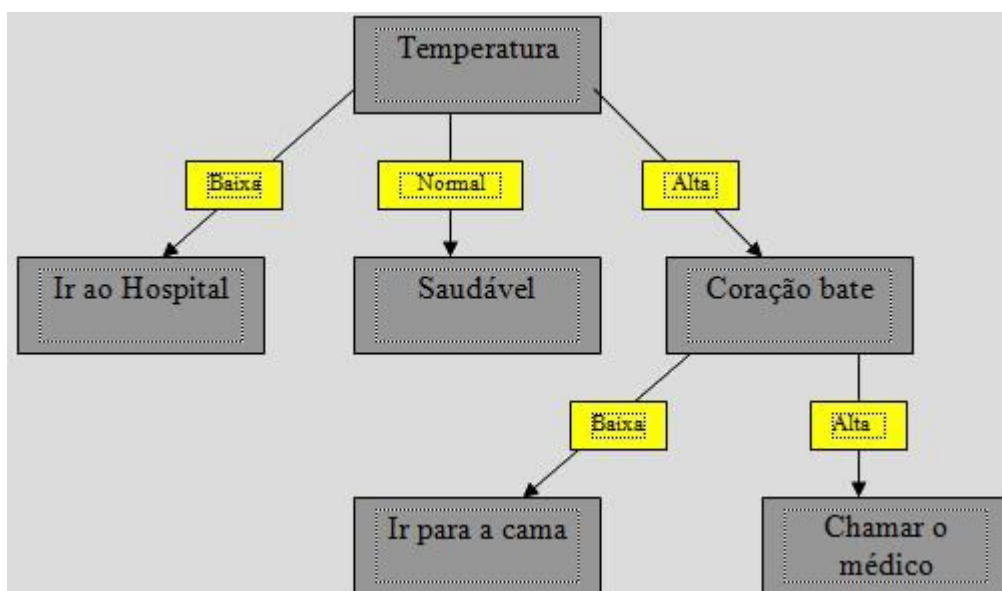 Temperatura
Baixa
Normal
Alta
Ir ao Hospital
Saudável
Coração bate
Baixa
Alta
Ir para a cama
Chamar o
médico